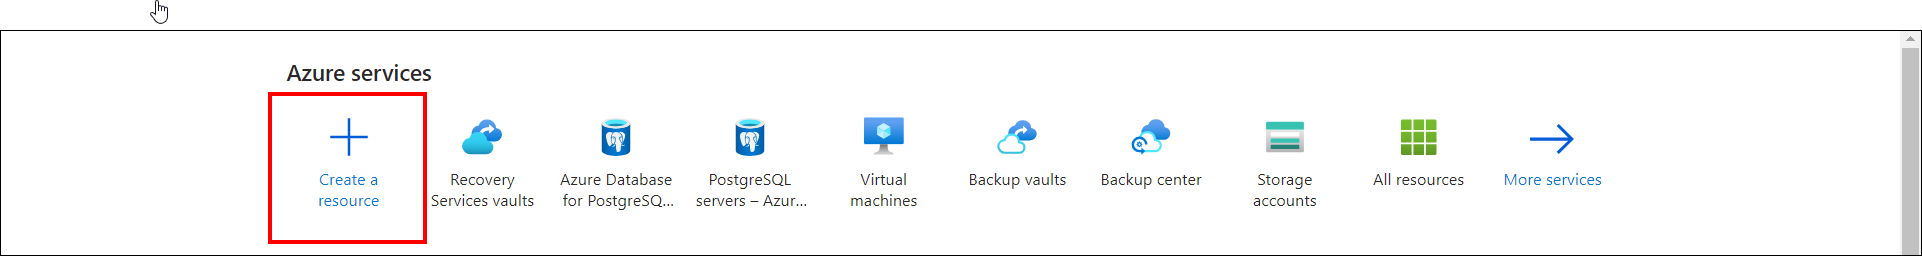 Azure services
Create a
resource
Recovery
Services vaults
Azure Database
for PostgreSQ...
PostgreSQL
servers – Azur...
Virtual
machines
Backup vaults
Backup center
Storage
accounts
All resources
More services